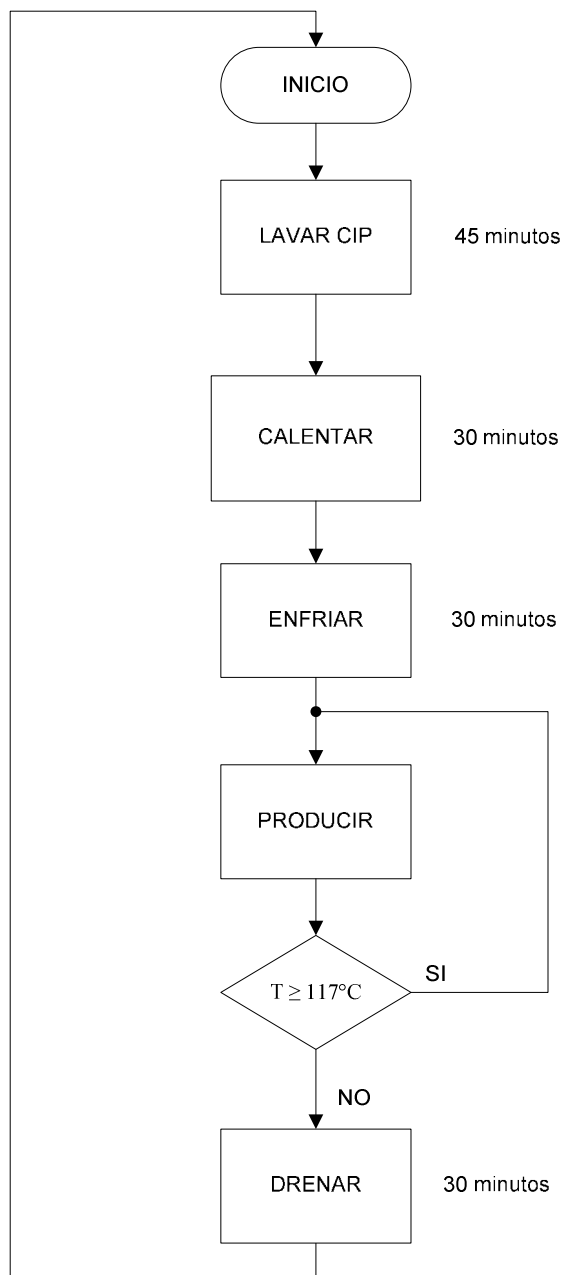 INICIO
LAVAR CIP
45 minutos
CALENTAR
30 minutos
ENFRIAR
30 minutos
PRODUCIR
T ≥ 117°C
SI
NO
DRENAR
30 minutos